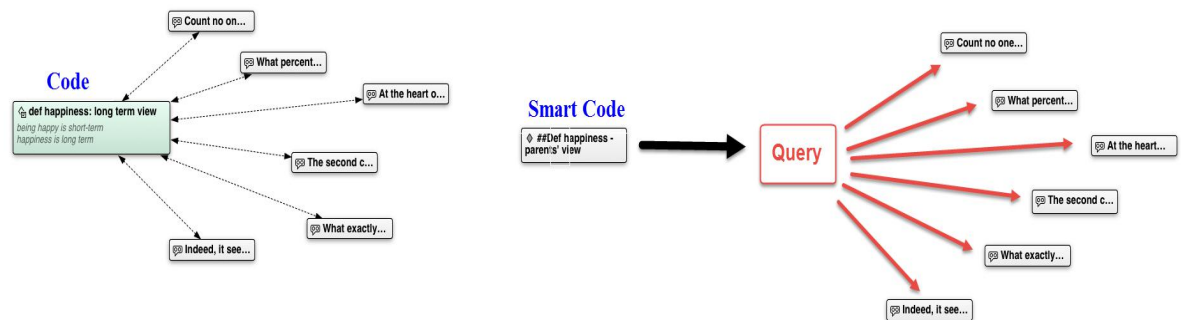 Count no on...
What percent...
Code
At the heart o...
def happiness: long term view
being happy is short-term
happiness is long term
The second c...
What exactly...
Indeed, it see...
Count no one...
What percent...
Smart Code
##Def happiness -
parents' view
Query
At the heart...
The second c...
What exactly...
Indeed, it see...